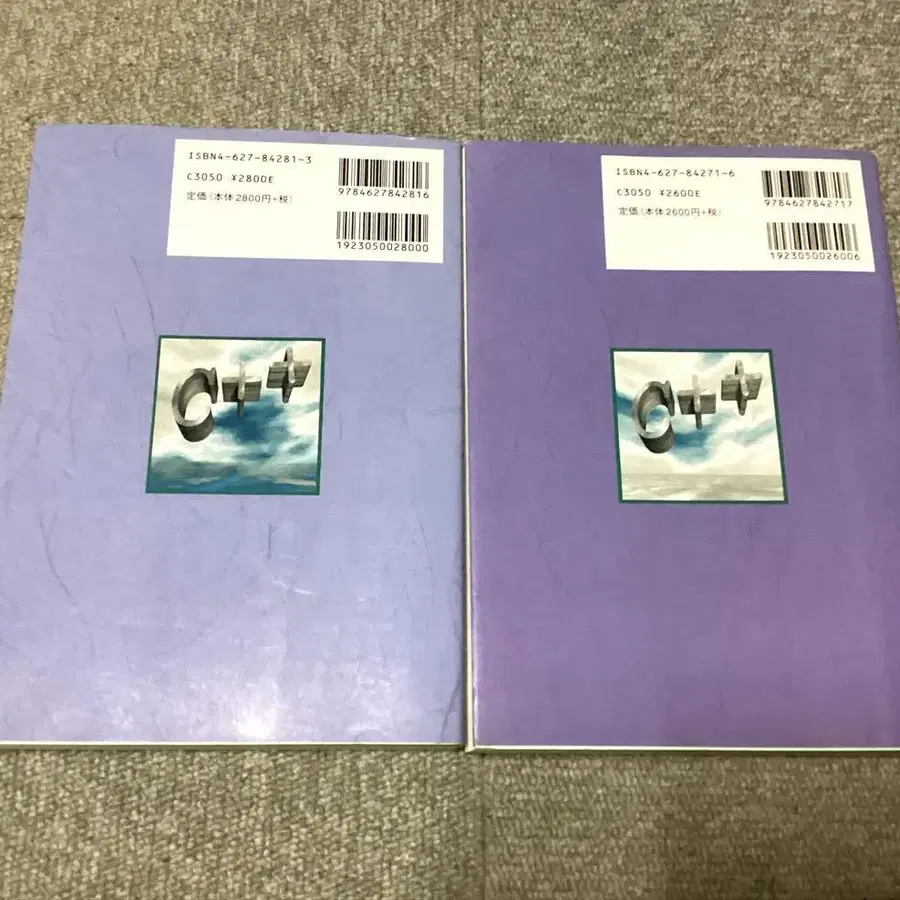 ISBN4-627-84281-3
C3050 ¥2800E
定価(本体2800円+税)
9784627842816
1923050028000
C++
ISBN4-627-84271-6
C3050 ¥2600E
定価(本体2600円+税)
9784627842717
1923050026006
C++